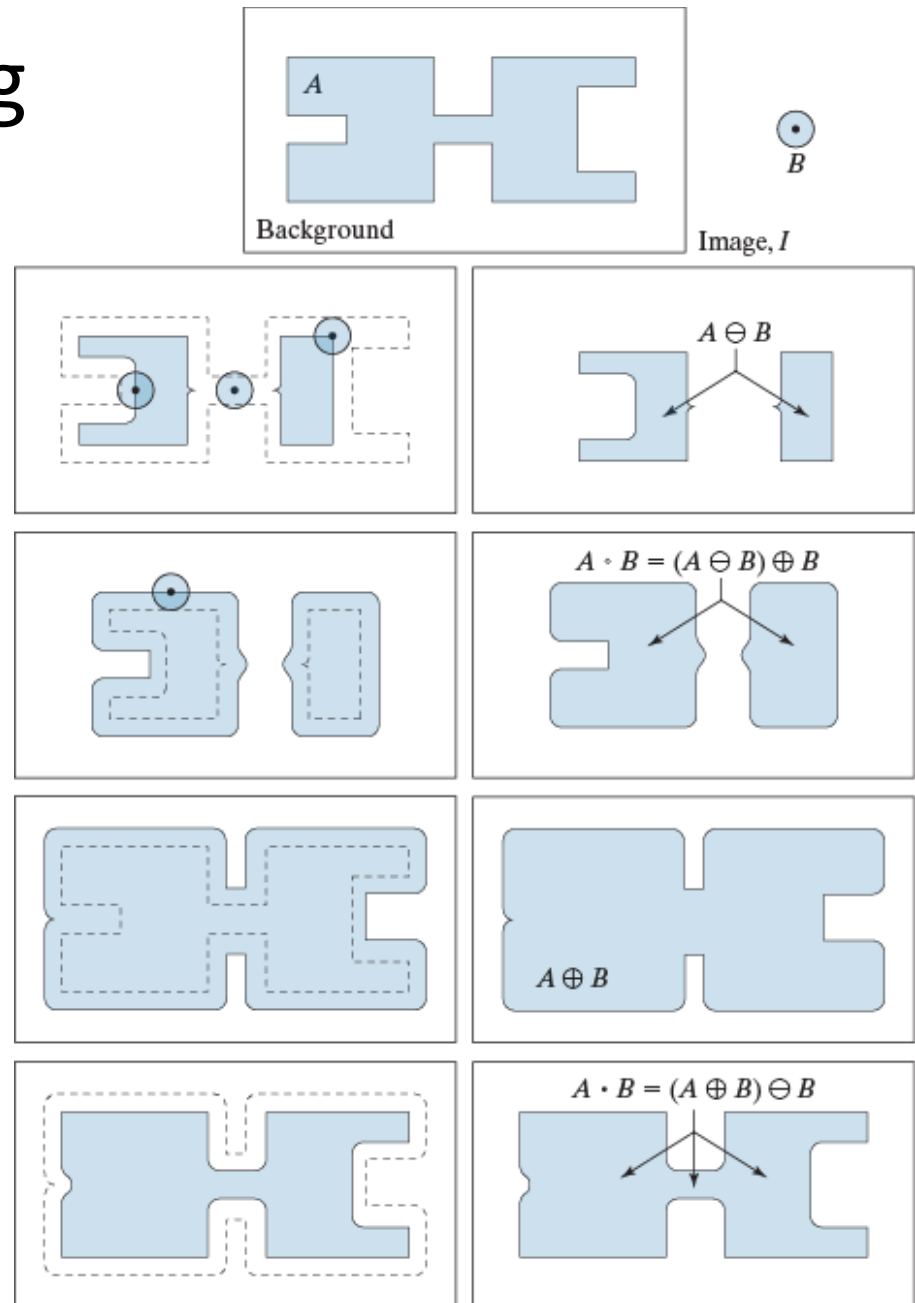 g
A
B
Background
Image, I
A ⊖ B
A ∘ B = (A ⊖ B) ⊕ B
A ⊕ B
A • B = (A ⊕ B) ⊖ B